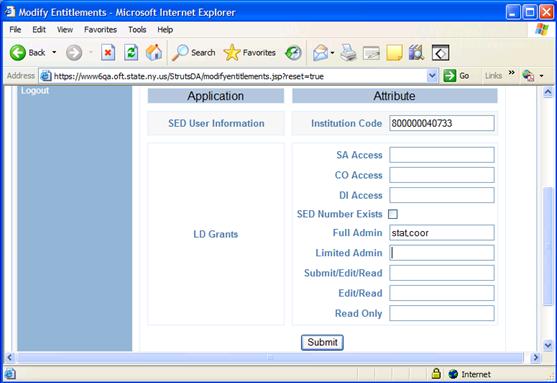 Modify Entitlements - Microsoft Internet Explorer
File Edit View Favorites Tools Help
Back Search Favorites
Address https://www6qa.oft.state.ny.us/StrutsDA/modifyentitlements.jsp?reset=true Go Links »
Logout
Application Attribute
SED User Information Institution Code 800000040733
SA Access
CO Access
DI Access
SED Number Exists
LD Grants Full Admin stat,coor
Limited Admin
Submit/Edit/Read
Edit/Read
Read Only
Submit
Internet